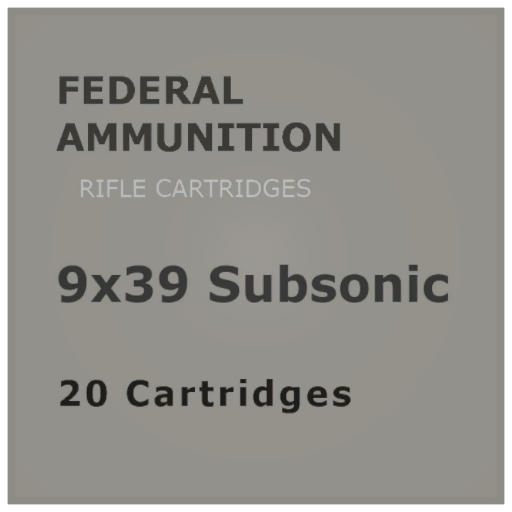 FEDERAL
AMMUNITION
RIFLE CARTRIDGES
9x39 Subsonic
20 Cartridges